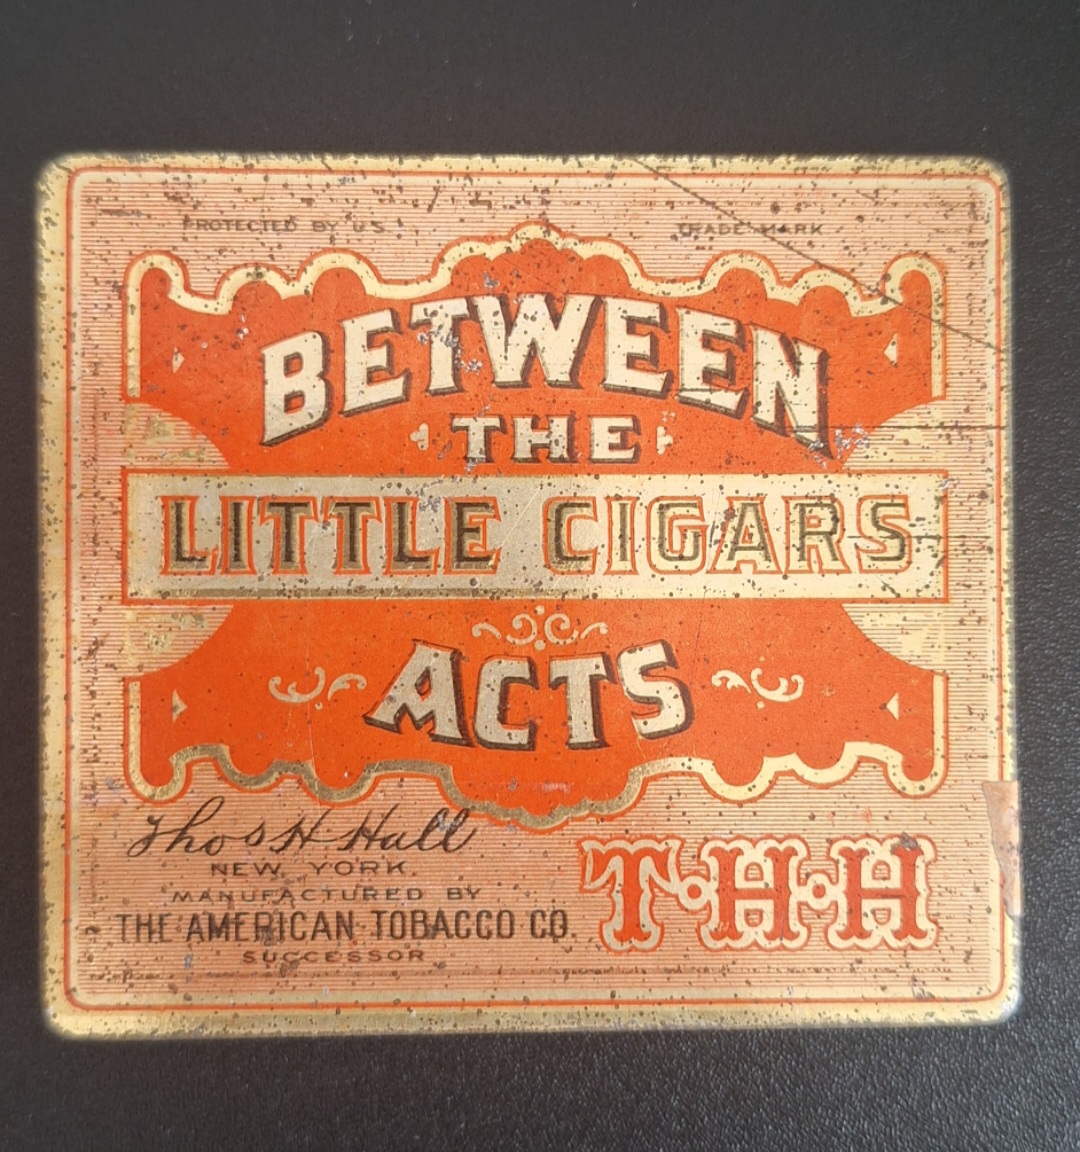 PROTECTED BY U.S. TRADE MARK
BETWEEN
THE
LITTLE CIGARS
ACTS
Thos H Hall
NEW YORK.
MANUFACTURED BY
THE AMERICAN TOBACCO CO.
SUCCESSOR
T·H·H